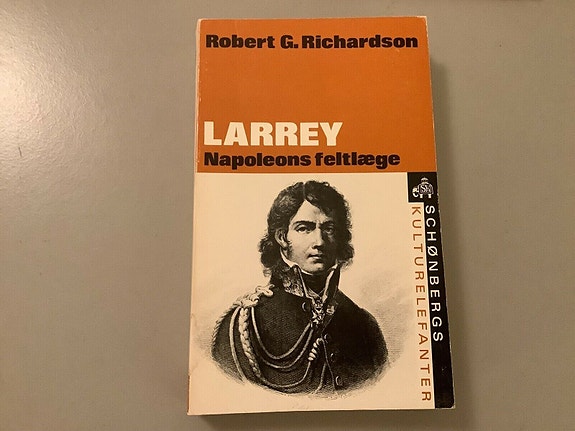 Robert G. Richardson
LARREY
Napoleons feltlæge
SCHØNBERGS
KULTURELEFANTER